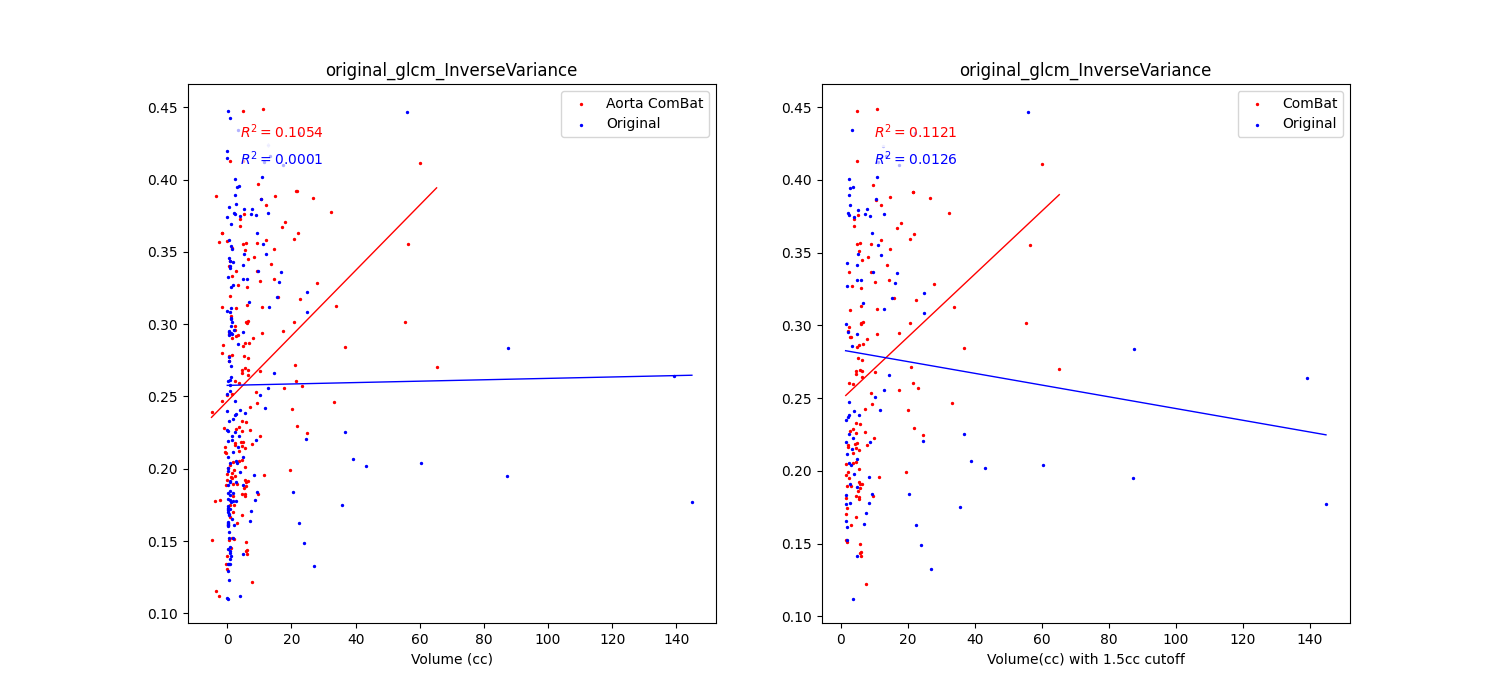 original_glcm_InverseVariance
0.45
0.40
0.35
0.30
0.25
0.20
0.15
0.10
R² = 0.1054
R² = 0.0001
Aorta ComBat
Original
0 20 40 60 80 100 120 140
Volume (cc)
original_glcm_InverseVariance
0.45
0.40
0.35
0.30
0.25
0.20
0.15
0.10
R² = 0.1121
R² = 0.0126
ComBat
Original
0 20 40 60 80 100 120 140
Volume(cc) with 1.5cc cutoff